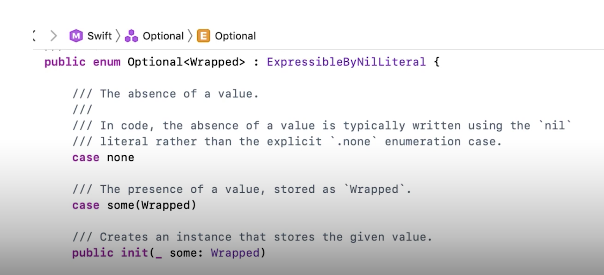 Swift Optional E Optional
public enum Optional<Wrapped> : ExpressibleByNilLiteral {
/// The absence of a value.
///
/// In code, the absence of a value is typically written using the `nil`
/// literal rather than the explicit `.none` enumeration case.
case none
/// The presence of a value, stored as `Wrapped`.
case some(Wrapped)
/// Creates an instance that stores the given value.
public init(_ some: Wrapped)